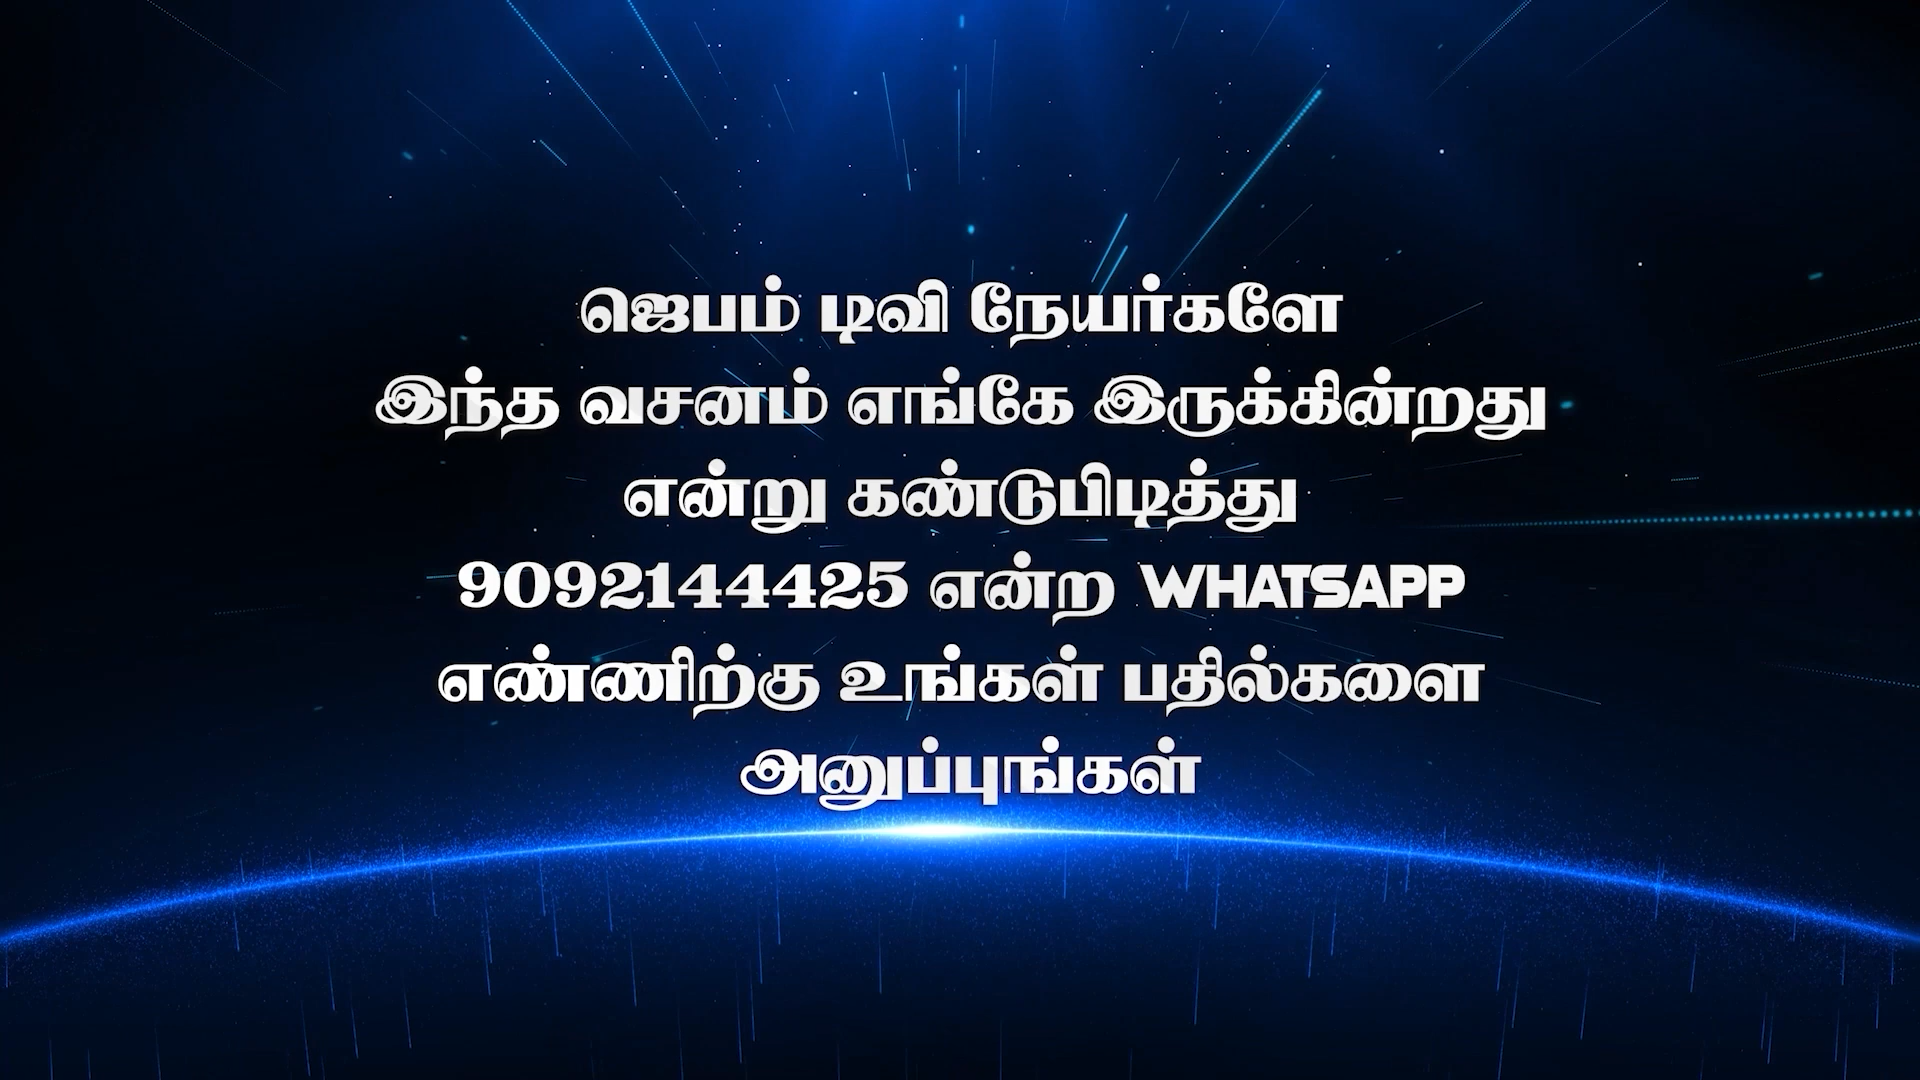 ஜெபம் டிவி நேயர்களே
இந்த வசனம் எங்கே இருக்கின்றது
என்று கண்டுபிடித்து
9092144425 என்ற WHATSAPP
எண்ணிற்கு உங்கள் பதில்களை
அனுப்புங்கள்